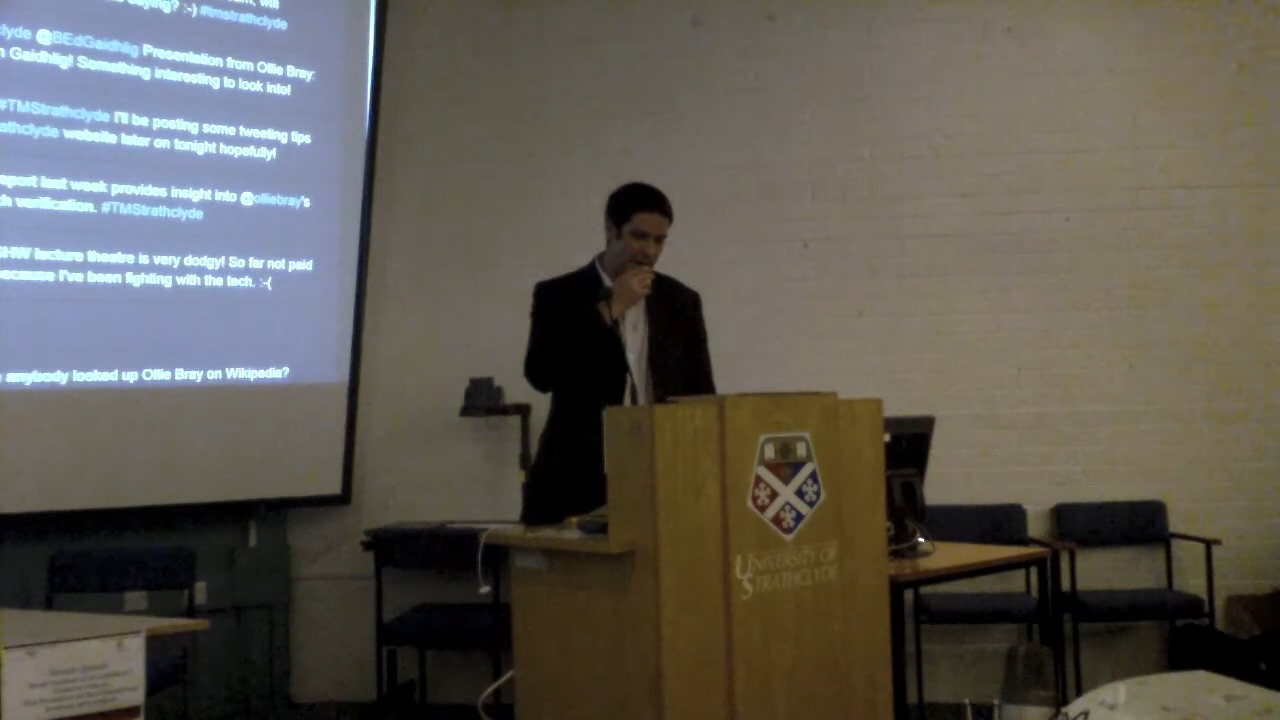 saying? :-) #tmstrathclyde
clyde @BEdGaidhlig Presentation from Ollie Bray:
n Gaidhlig! Something interesting to look into!
#TMStrathclyde I'll be posting some tweeting tips
athclyde website later on tonight hopefully!
eport last week provides insight into @olliebray's
th verification. #TMStrathclyde
CHW lecture theatre is very dodgy! So far not paid
because I've been fighting with the tech. :-(
anybody looked up Ollie Bray on Wikipedia?
UNIVERSITY OF
STRATHCLYDE